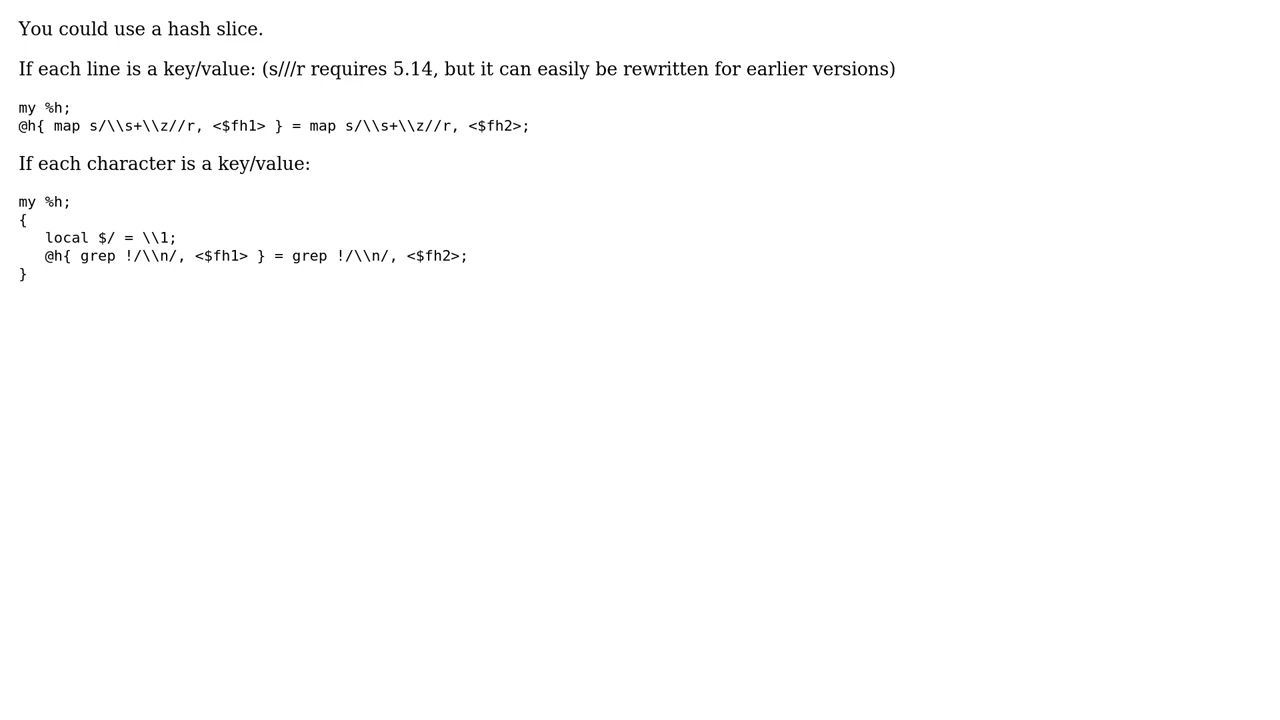 You could use a hash slice.
If each line is a key/value: (s///r requires 5.14, but it can easily be rewritten for earlier versions)
my %h;
@h{ map s/\\s+\\z//r, <$fh1> } = map s/\\s+\\z//r, <$fh2>;
If each character is a key/value:
my %h;
{
   local $/ = \\1;
   @h{ grep !/\\n/, <$fh1> } = grep !/\\n/, <$fh2>;
}